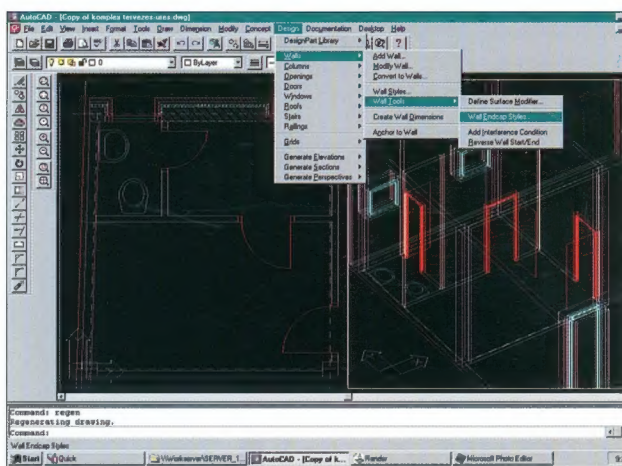 AutoCAD - [Copy of komplex tervezes-uns.dwg]
File Edit View Insert Format Tools Draw Dimension Modify Concept Design Documentation Desktop Help
DesignPart Library
Walls
Columns
Openings
Doors
Windows
Roofs
Stairs
Railings
Grids
Generate Elevations
Generate Sections
Generate Perspectives
Add Wall...
Modify Wall...
Convert to Walls...
Wall Styles...
Wall Tools
Create Wall Dimensions
Anchor to Wall
Define Surface Modifier...
Wall Endcap Styles...
Add Interference Condition
Reverse Wall Start/End
0 ByLayer
Command: regen
Regenerating drawing.
Command:
Wall Endcap Styles
Start Quick AutoCAD - [Copy of k... Render Microsoft Photo Editor